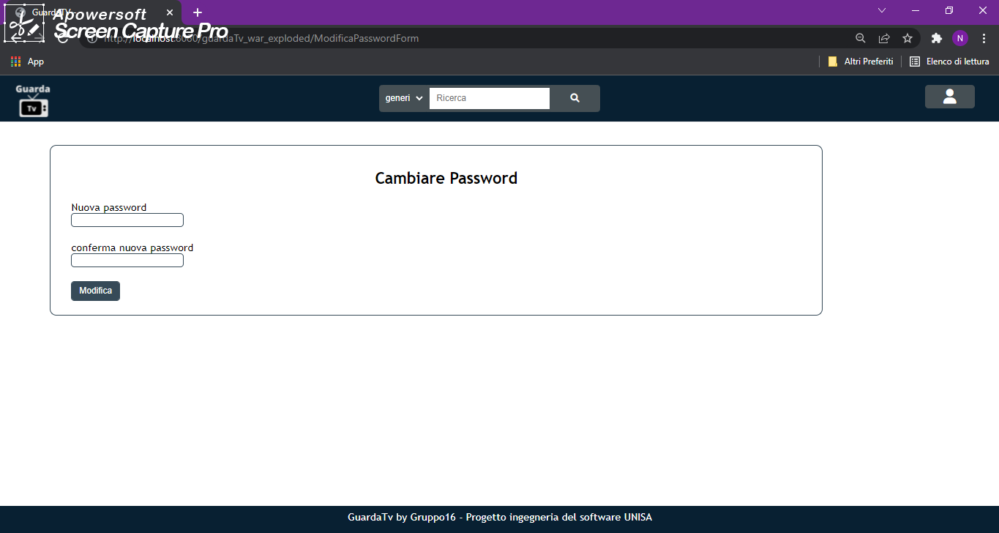 GuardaTV
Apowersoft
Screen Capture Pro
http://localhost:8080/guardaTv_war_exploded/ModificaPasswordForm
N
App
Altri Preferiti
Elenco di lettura
Guarda
Tv
generi
Ricerca
Cambiare Password
Nuova password
conferma nuova password
Modifica
GuardaTv by Gruppo16 - Progetto ingegneria del software UNISA